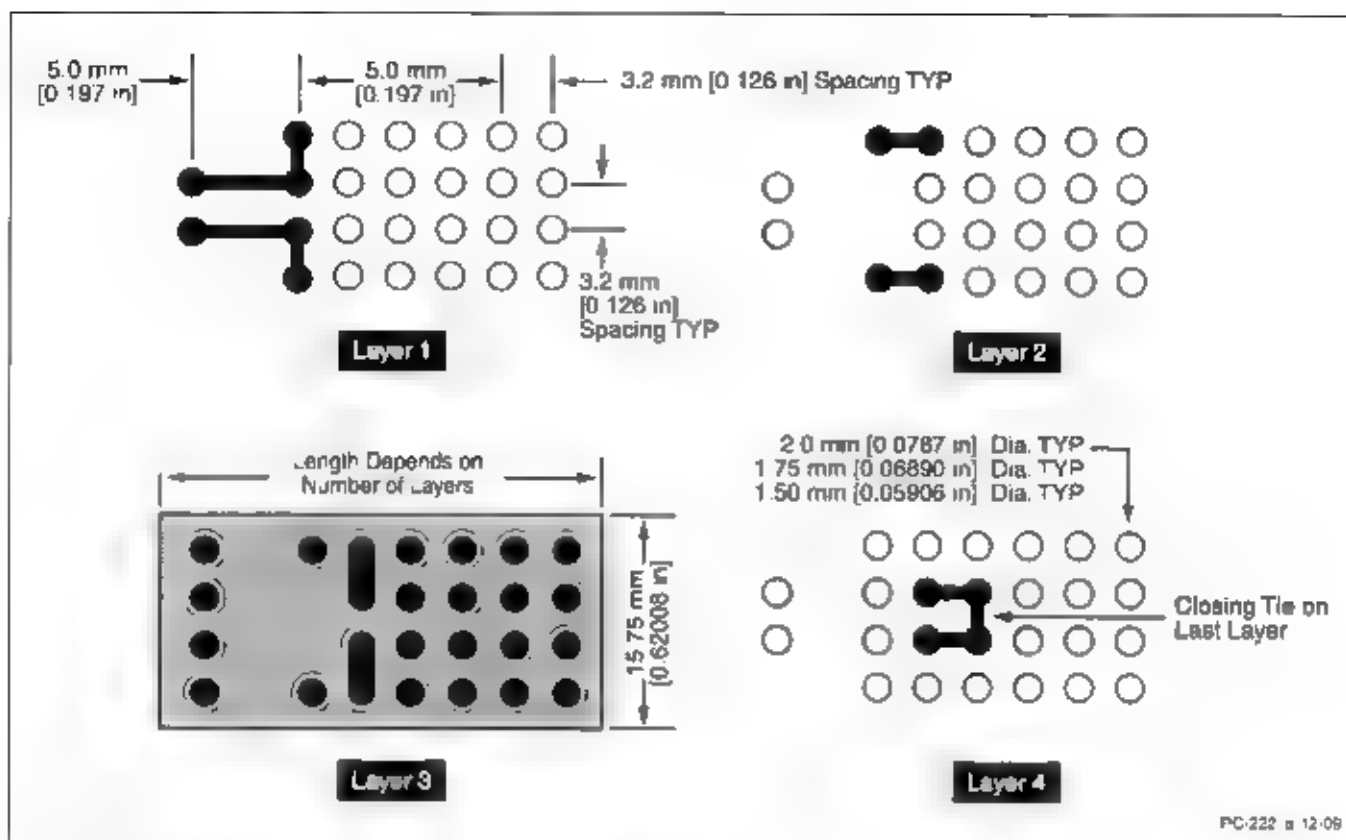 5.0 mm
[0.197 in]
5.0 mm
[0.197 in]
3.2 mm [0 126 in] Spacing TYP
3.2 mm
[0 126 in]
Spacing TYP
Layer 1
Layer 2
Length Depends on
Number of Layers
15 75 mm
[0.62008 in]
Layer 3
2.0 mm [0.0787 in] Dia. TYP
1 75 mm [0 06890 in] Dia. TYP
1.50 mm [0.05906 in] Dia. TYP
Closing Tie on
Last Layer
Layer 4
PC-222 a 12-09